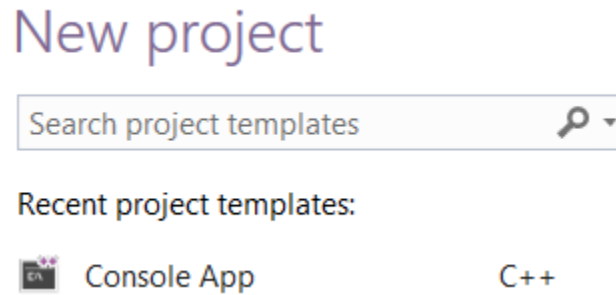 New project
Search project templates
Recent project templates:
Console App C++